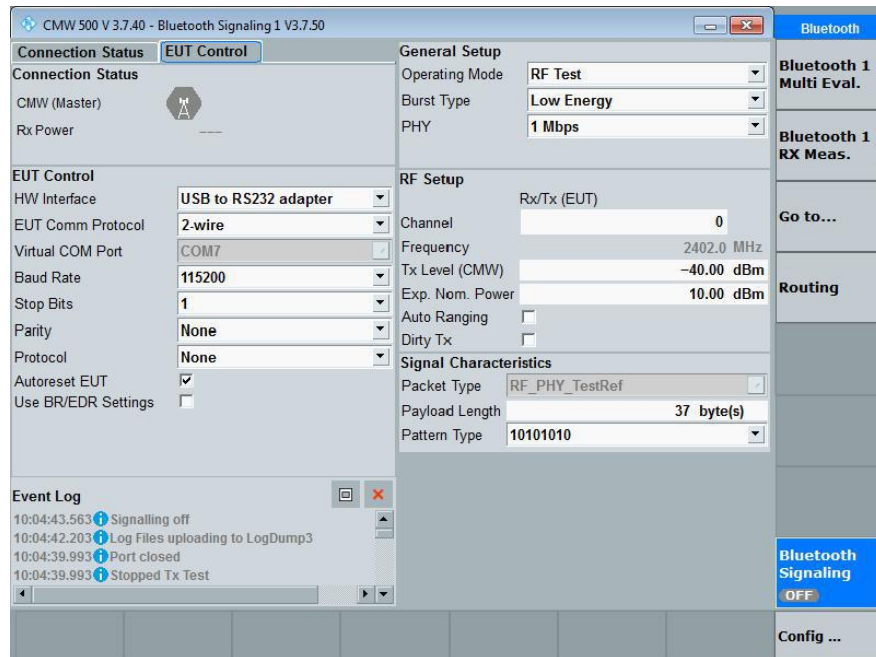 CMW 500 V 3.7.40 - Bluetooth Signaling 1 V3.7.50
Connection Status EUT Control
Connection Status
CMW (Master)
Rx Power ---
EUT Control
HW Interface USB to RS232 adapter
EUT Comm Protocol 2-wire
Virtual COM Port COM7
Baud Rate 115200
Stop Bits 1
Parity None
Protocol None
Autoreset EUT
Use BR/EDR Settings
Event Log
10:04:43.563 Signalling off
10:04:42.203 Log Files uploading to LogDump3
10:04:39.993 Port closed
10:04:39.993 Stopped Tx Test
General Setup
Operating Mode RF Test
Burst Type Low Energy
PHY 1 Mbps
RF Setup
Rx/Tx (EUT)
Channel 0
Frequency 2402.0 MHz
Tx Level (CMW) −40.00 dBm
Exp. Nom. Power 10.00 dBm
Auto Ranging
Dirty Tx
Signal Characteristics
Packet Type RF_PHY_TestRef
Payload Length 37 byte(s)
Pattern Type 10101010
Bluetooth
Bluetooth 1
Multi Eval.
Bluetooth 1
RX Meas.
Go to...
Routing
Bluetooth
Signaling
OFF
Config ...